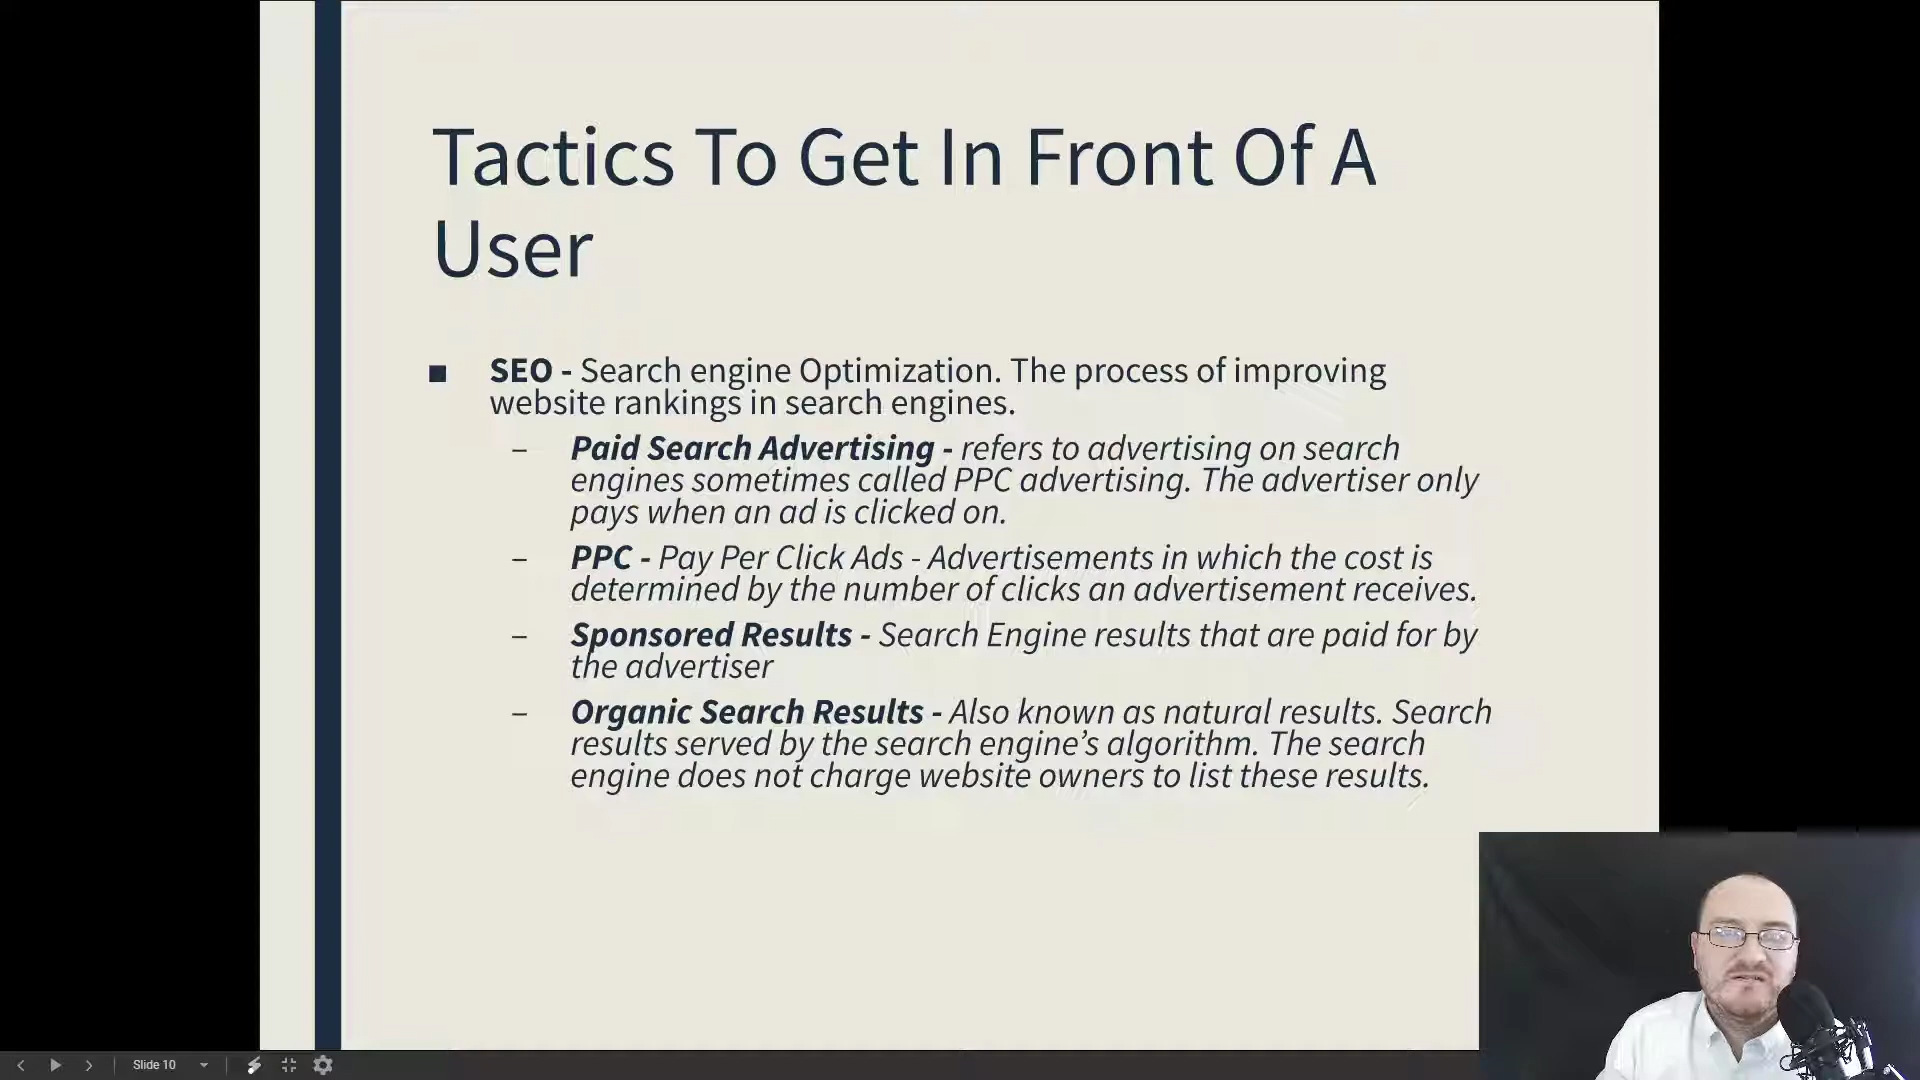 Tactics To Get In Front Of A
User
■ SEO - Search engine Optimization. The process of improving
website rankings in search engines.
– Paid Search Advertising - refers to advertising on search
engines sometimes called PPC advertising. The advertiser only
pays when an ad is clicked on.
– PPC - Pay Per Click Ads - Advertisements in which the cost is
determined by the number of clicks an advertisement receives.
– Sponsored Results - Search Engine results that are paid for by
the advertiser
– Organic Search Results - Also known as natural results. Search
results served by the search engine’s algorithm. The search
engine does not charge website owners to list these results.
Slide 10